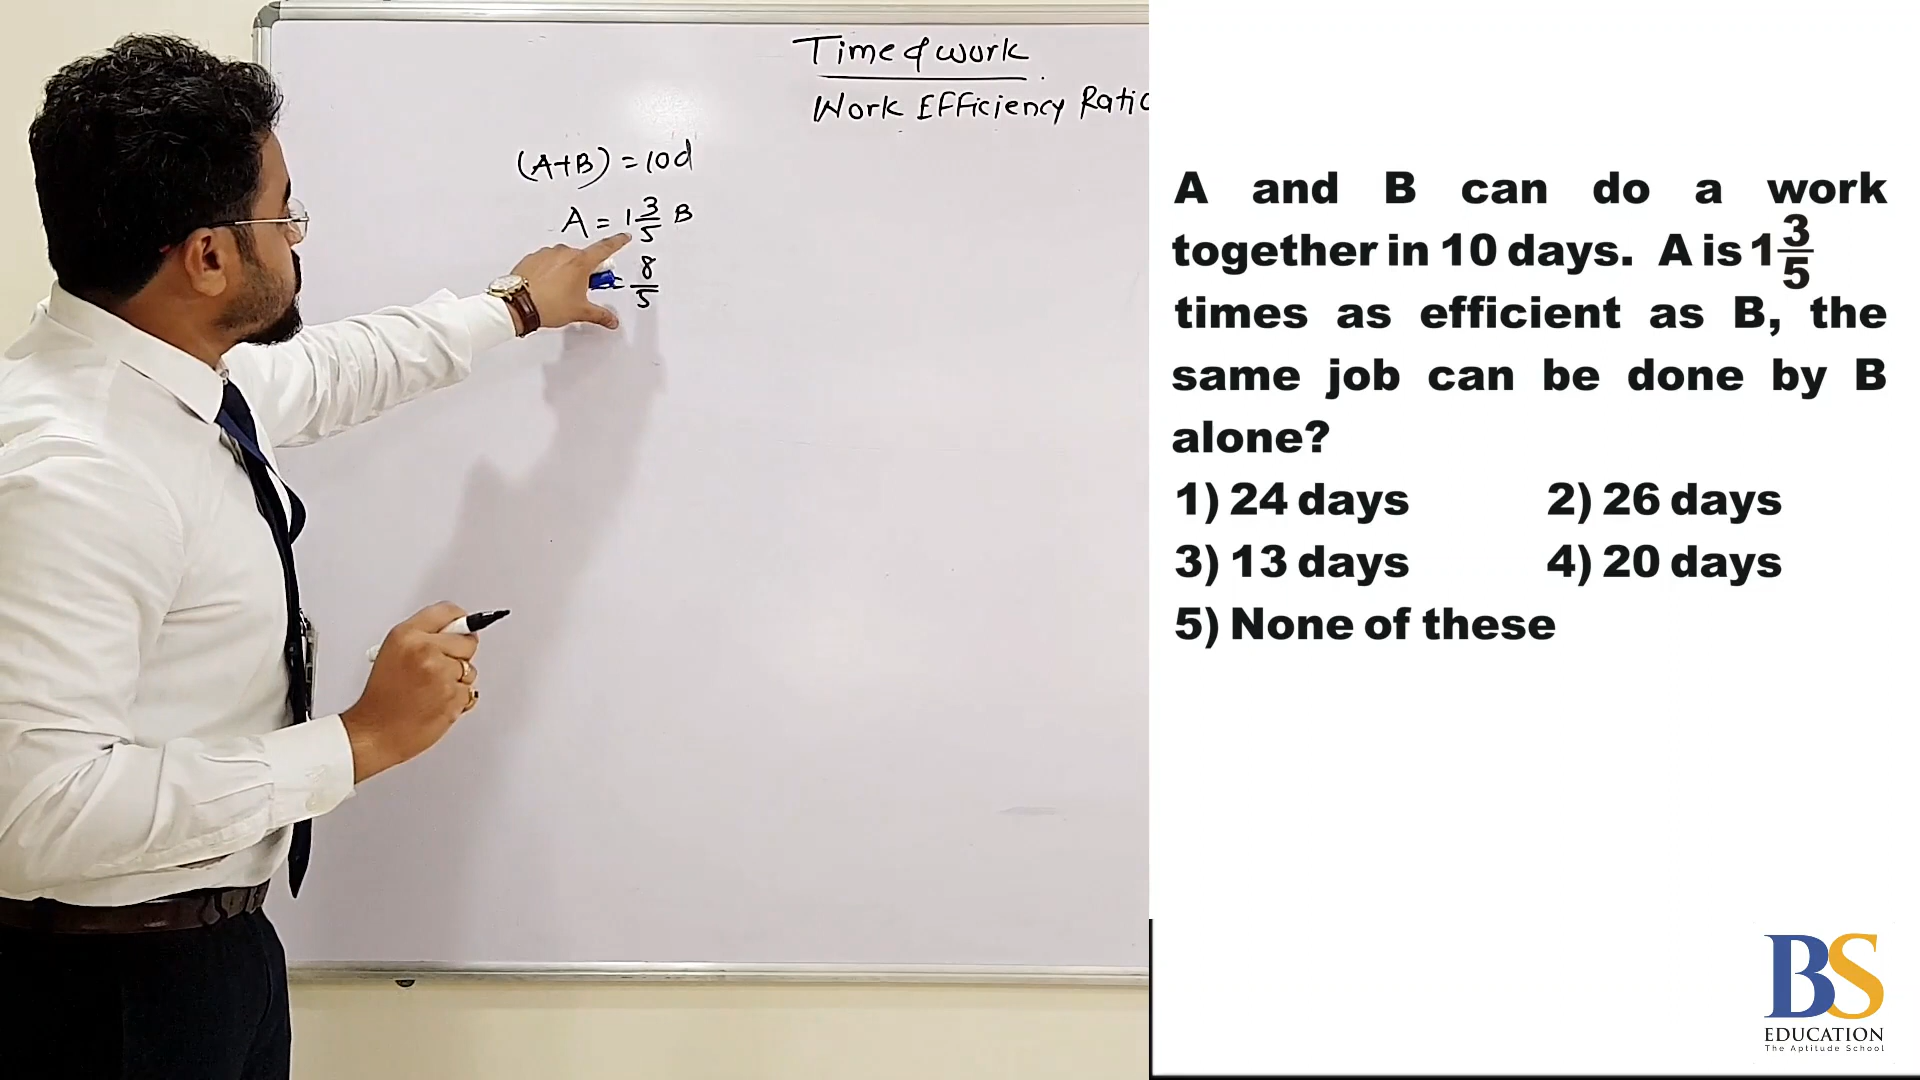 Time & work
Work Efficiency Ratio
(A+B) = 10d
A = 1 3/5 B
= 8/5
A and B can do a work
together in 10 days. A is 1 3/5
times as efficient as B, the
same job can be done by B
alone?
1) 24 days 2) 26 days
3) 13 days 4) 20 days
5) None of these
BS
EDUCATION
The Aptitude School